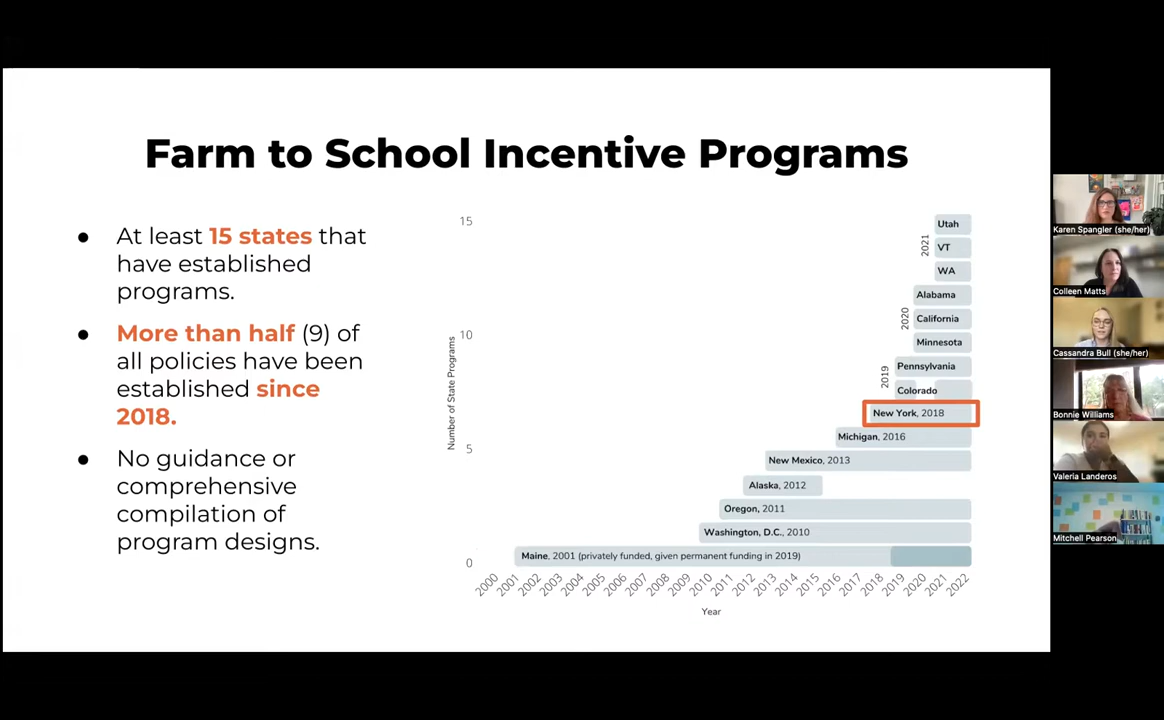 Farm to School Incentive Programs
● At least 15 states that
have established
programs.
● More than half (9) of
all policies have been
established since
2018.
● No guidance or
comprehensive
compilation of
program designs.
Number of State Programs
15
10
5
0
2021
Utah
VT
WA
2020
Alabama
California
Minnesota
2019
Pennsylvania
Colorado
New York, 2018
Michigan, 2016
New Mexico, 2013
Alaska, 2012
Oregon, 2011
Washington, D.C., 2010
Maine, 2001 (privately funded, given permanent funding in 2019)
2000 2001 2002 2003 2004 2005 2006 2007 2008 2009 2010 2011 2012 2013 2014 2015 2016 2017 2018 2019 2020 2021 2022
Year
Karen Spangler (she/her)
Colleen Matts
Cassandra Bull (she/her)
Bonnie Williams
Valeria Landeros
Mitchell Pearson